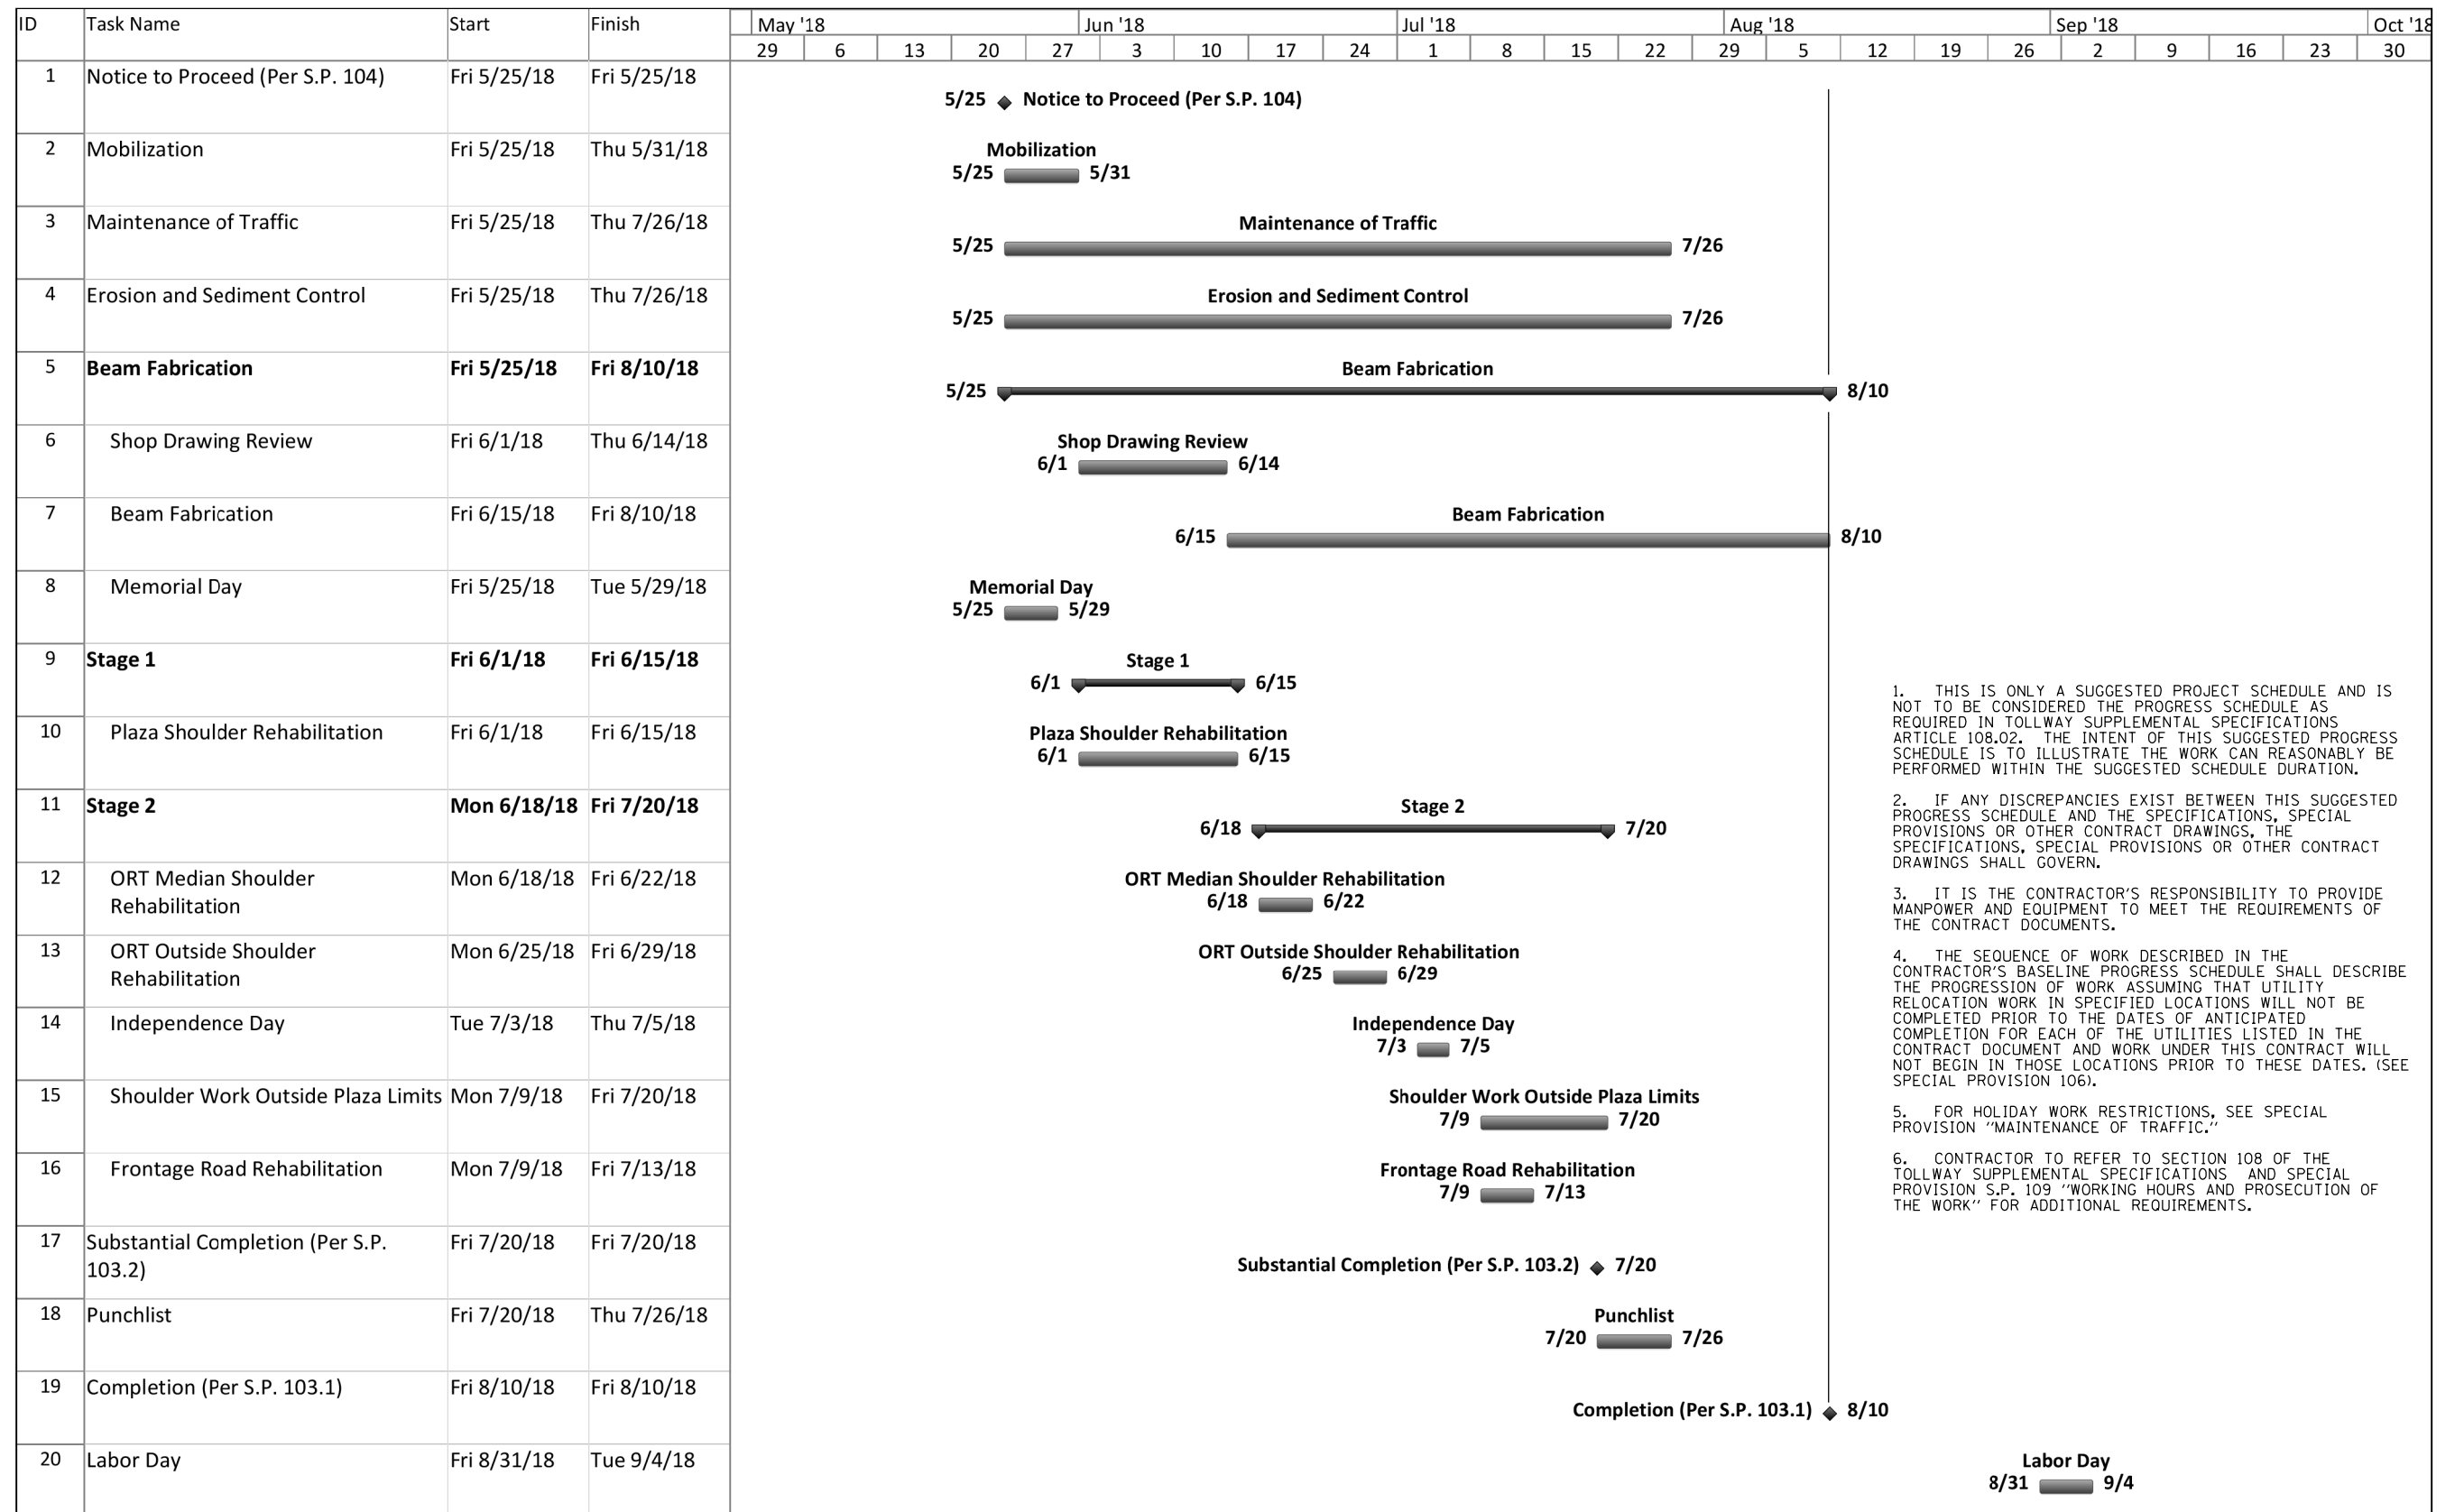 ID Task Name Start Finish May '18 Jun '18 Jul '18 Aug '18 Sep '18 Oct '18
29 6 13 20 27 3 10 17 24 1 8 15 22 29 5 12 19 26 2 9 16 23 30
1 Notice to Proceed (Per S.P. 104) Fri 5/25/18 Fri 5/25/18
5/25 Notice to Proceed (Per S.P. 104)
2 Mobilization Fri 5/25/18 Thu 5/31/18 Mobilization
5/25 5/31
3 Maintenance of Traffic Fri 5/25/18 Thu 7/26/18 Maintenance of Traffic
5/25 7/26
4 Erosion and Sediment Control Fri 5/25/18 Thu 7/26/18 Erosion and Sediment Control
5/25 7/26
5 Beam Fabrication Fri 5/25/18 Fri 8/10/18 Beam Fabrication
5/25 8/10
6 Shop Drawing Review Fri 6/1/18 Thu 6/14/18 Shop Drawing Review
6/1 6/14
7 Beam Fabrication Fri 6/15/18 Fri 8/10/18 Beam Fabrication
6/15 8/10
8 Memorial Day Fri 5/25/18 Tue 5/29/18 Memorial Day
5/25 5/29
9 Stage 1 Fri 6/1/18 Fri 6/15/18 Stage 1
6/1 6/15
10 Plaza Shoulder Rehabilitation Fri 6/1/18 Fri 6/15/18 Plaza Shoulder Rehabilitation
6/1 6/15
11 Stage 2 Mon 6/18/18 Fri 7/20/18 Stage 2
6/18 7/20
12 ORT Median Shoulder Mon 6/18/18 Fri 6/22/18 ORT Median Shoulder Rehabilitation
Rehabilitation 6/18 6/22
13 ORT Outside Shoulder Mon 6/25/18 Fri 6/29/18 ORT Outside Shoulder Rehabilitation
Rehabilitation 6/25 6/29
14 Independence Day Tue 7/3/18 Thu 7/5/18 Independence Day
7/3 7/5
15 Shoulder Work Outside Plaza Limits Mon 7/9/18 Fri 7/20/18 Shoulder Work Outside Plaza Limits
7/9 7/20
16 Frontage Road Rehabilitation Mon 7/9/18 Fri 7/13/18 Frontage Road Rehabilitation
7/9 7/13
17 Substantial Completion (Per S.P. Fri 7/20/18 Fri 7/20/18
103.2) Substantial Completion (Per S.P. 103.2) 7/20
18 Punchlist Fri 7/20/18 Thu 7/26/18 Punchlist
7/20 7/26
19 Completion (Per S.P. 103.1) Fri 8/10/18 Fri 8/10/18
Completion (Per S.P. 103.1) 8/10
20 Labor Day Fri 8/31/18 Tue 9/4/18 Labor Day
8/31 9/4
1. THIS IS ONLY A SUGGESTED PROJECT SCHEDULE AND IS
NOT TO BE CONSIDERED THE PROGRESS SCHEDULE AS
REQUIRED IN TOLLWAY SUPPLEMENTAL SPECIFICATIONS
ARTICLE 108.02. THE INTENT OF THIS SUGGESTED PROGRESS
SCHEDULE IS TO ILLUSTRATE THE WORK CAN REASONABLY BE
PERFORMED WITHIN THE SUGGESTED SCHEDULE DURATION.
2. IF ANY DISCREPANCIES EXIST BETWEEN THIS SUGGESTED
PROGRESS SCHEDULE AND THE SPECIFICATIONS, SPECIAL
PROVISIONS OR OTHER CONTRACT DRAWINGS, THE
SPECIFICATIONS, SPECIAL PROVISIONS OR OTHER CONTRACT
DRAWINGS SHALL GOVERN.
3. IT IS THE CONTRACTOR'S RESPONSIBILITY TO PROVIDE
MANPOWER AND EQUIPMENT TO MEET THE REQUIREMENTS OF
THE CONTRACT DOCUMENTS.
4. THE SEQUENCE OF WORK DESCRIBED IN THE
CONTRACTOR'S BASELINE PROGRESS SCHEDULE SHALL DESCRIBE
THE PROGRESSION OF WORK ASSUMING THAT UTILITY
RELOCATION WORK IN SPECIFIED LOCATIONS WILL NOT BE
COMPLETED PRIOR TO THE DATES OF ANTICIPATED
COMPLETION FOR EACH OF THE UTILITIES LISTED IN THE
CONTRACT DOCUMENT AND WORK UNDER THIS CONTRACT WILL
NOT BEGIN IN THOSE LOCATIONS PRIOR TO THESE DATES. (SEE
SPECIAL PROVISION 106).
5. FOR HOLIDAY WORK RESTRICTIONS, SEE SPECIAL
PROVISION "MAINTENANCE OF TRAFFIC."
6. CONTRACTOR TO REFER TO SECTION 108 OF THE
TOLLWAY SUPPLEMENTAL SPECIFICATIONS AND SPECIAL
PROVISION S.P. 109 "WORKING HOURS AND PROSECUTION OF
THE WORK" FOR ADDITIONAL REQUIREMENTS.